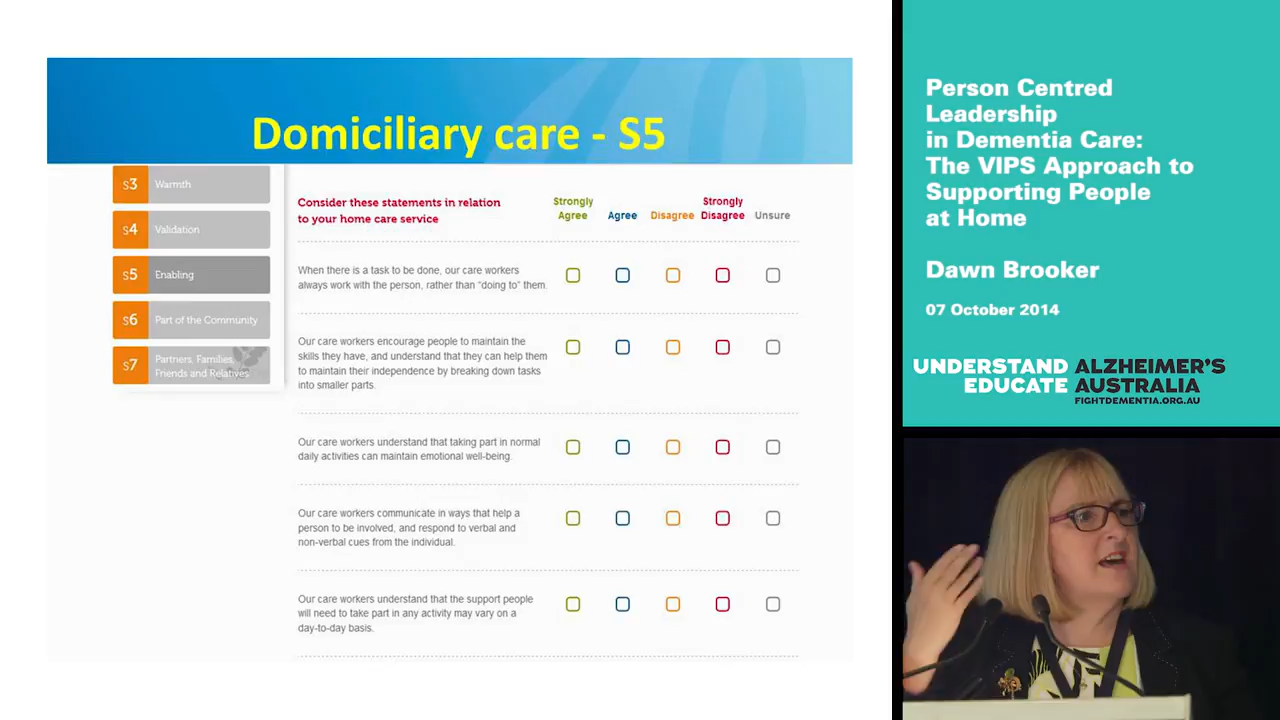 Domiciliary care - S5
S3 Warmth
S4 Validation
S5 Enabling
S6 Part of the Community
S7 Partners, Families,
Friends and Relatives
Consider these statements in relation
to your home care service
Strongly
Agree
Agree
Disagree
Strongly
Disagree
Unsure
When there is a task to be done, our care workers
always work with the person, rather than "doing to" them.
Our care workers encourage people to maintain the
skills they have, and understand that they can help them
to maintain their independence by breaking down tasks
into smaller parts.
Our care workers understand that taking part in normal
daily activities can maintain emotional well-being.
Our care workers communicate in ways that help a
person to be involved, and respond to verbal and
non-verbal cues from the individual.
Our care workers understand that the support people
will need to take part in any activity may vary on a
day-to-day basis.
Person Centred
Leadership
in Dementia Care:
The VIPS Approach to
Supporting People
at Home
Dawn Brooker
07 October 2014
UNDERSTAND ALZHEIMER'S
EDUCATE AUSTRALIA
FIGHTDEMENTIA.ORG.AU